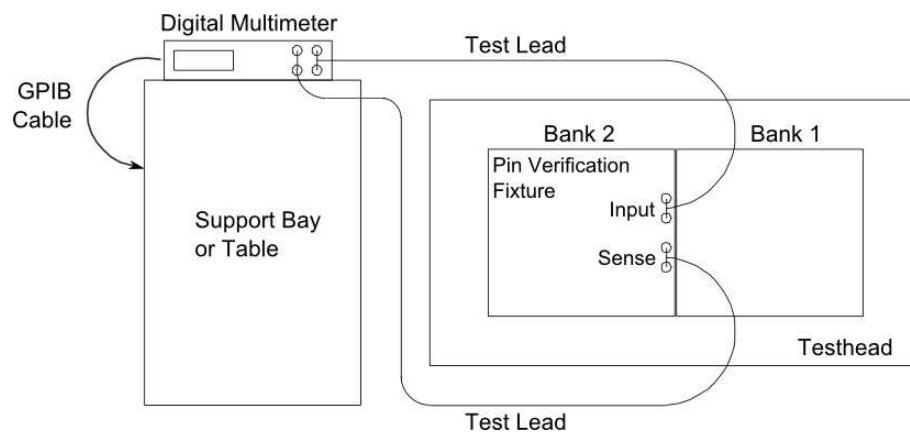 Digital Multimeter
Test Lead
GPIB
Cable
Bank 2
Bank 1
Pin Verification
Fixture
Input
Sense
Support Bay
or Table
Testhead
Test Lead